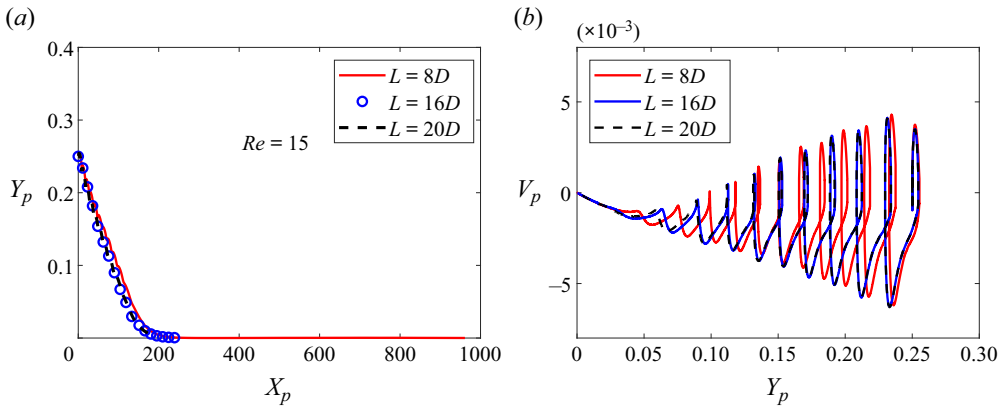 (a)
0.4
0.3
0.2
0.1
Y_p
0
200
400
600
800
1000
X_p
L = 8D
L = 16D
L = 20D
Re = 15
(b)
(×10⁻³)
5
0
−5
V_p
0
0.05
0.10
0.15
0.20
0.25
0.30
Y_p
L = 8D
L = 16D
L = 20D